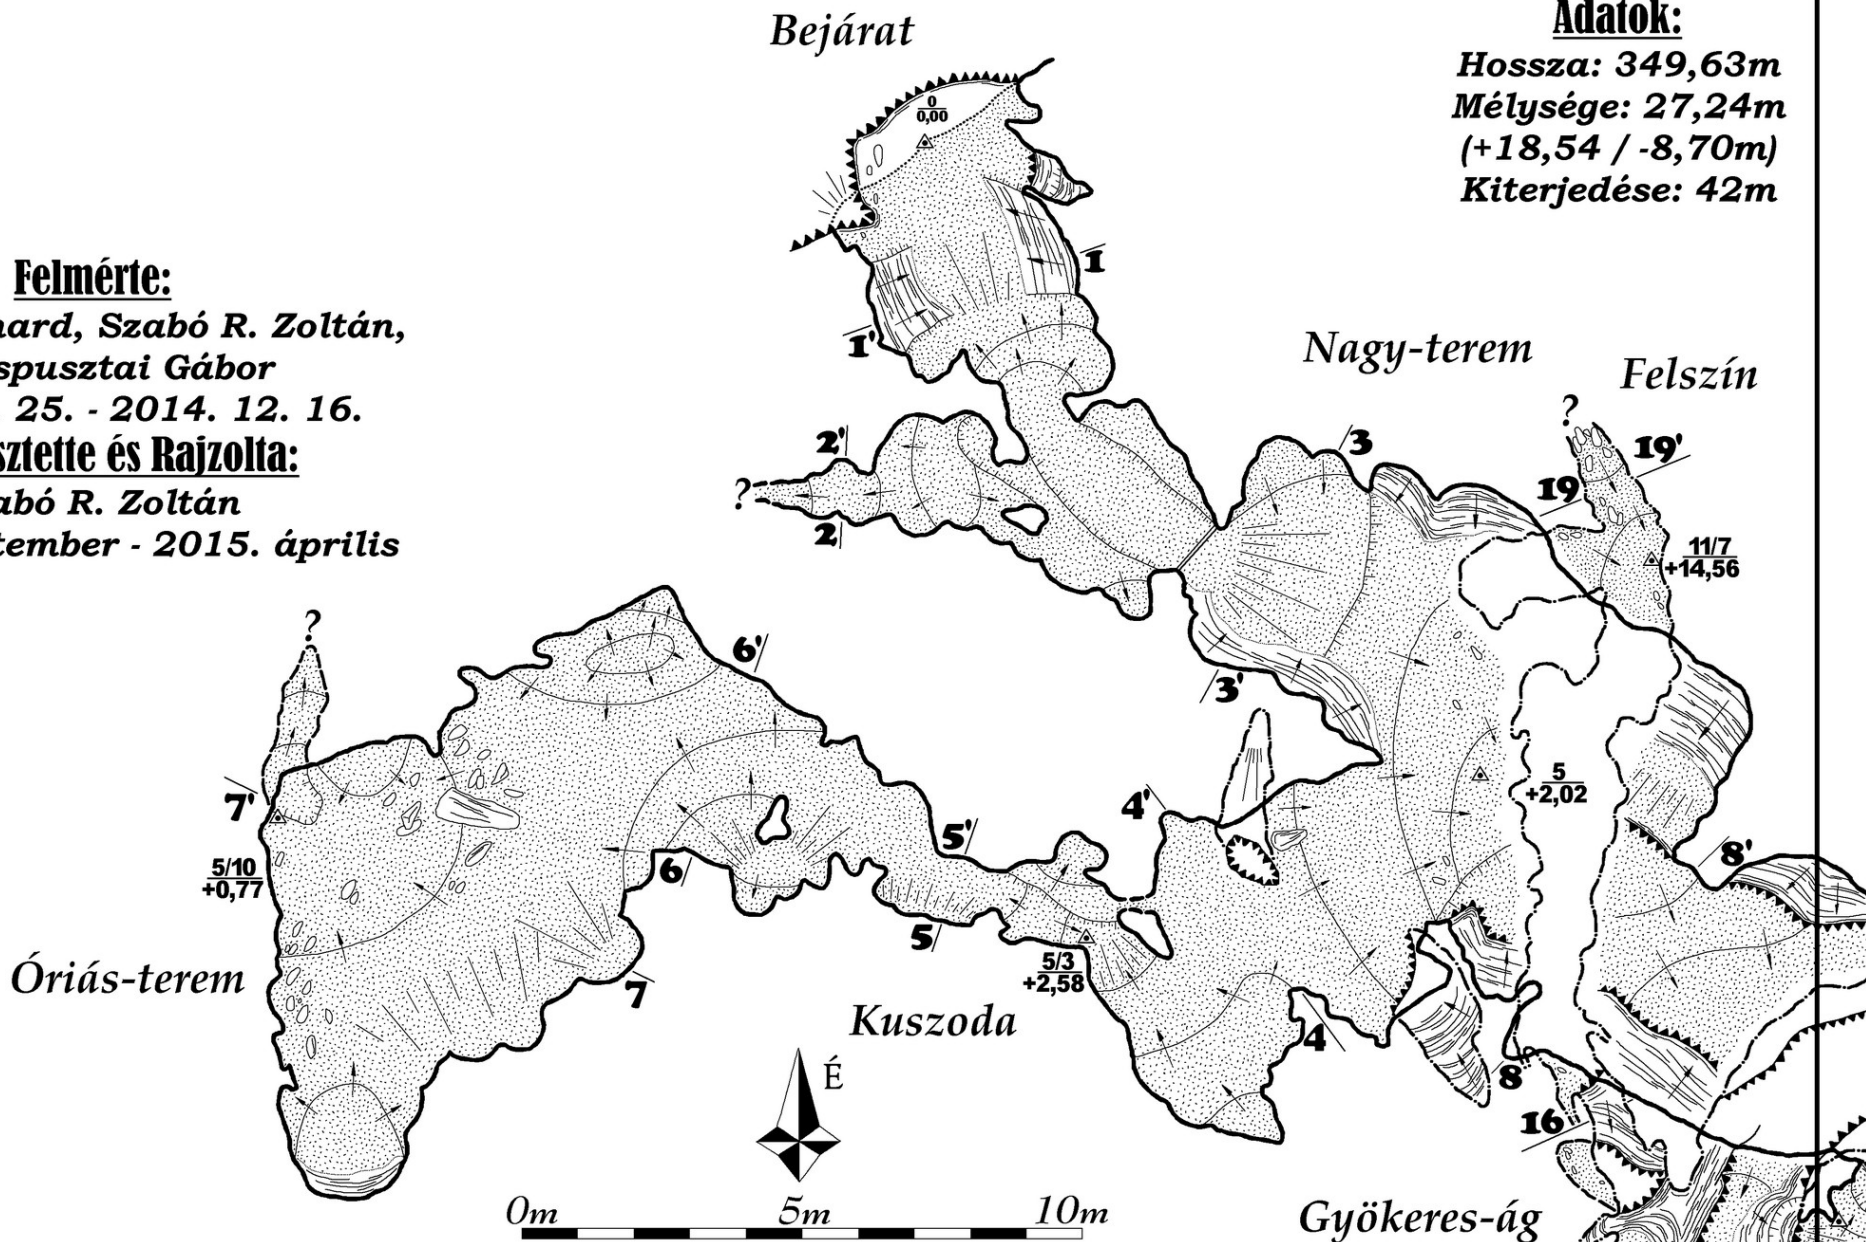 Bejárat
Adatok:
Hossza: 349,63m
Mélysége: 27,24m
(+18,54 / -8,70m)
Kiterjedése: 42m
0
0,00
Felmérte:
Szabó R. Zoltán,
Gábor
25. - 2014. 12. 16.
és Rajzolta:
R. Zoltán
- 2015. április
1
1'
Nagy-terem
Felszín
?
2'
3
19'
?
19
2
11/7
+14,56
?
6'
3'
5
+2,02
7'
4'
5'
8'
5/10
+0,77
6
5
5/3
+2,58
Óriás-terem
7
Kuszoda
4
É
8
16
0m 5m 10m
Gyökeres-ág